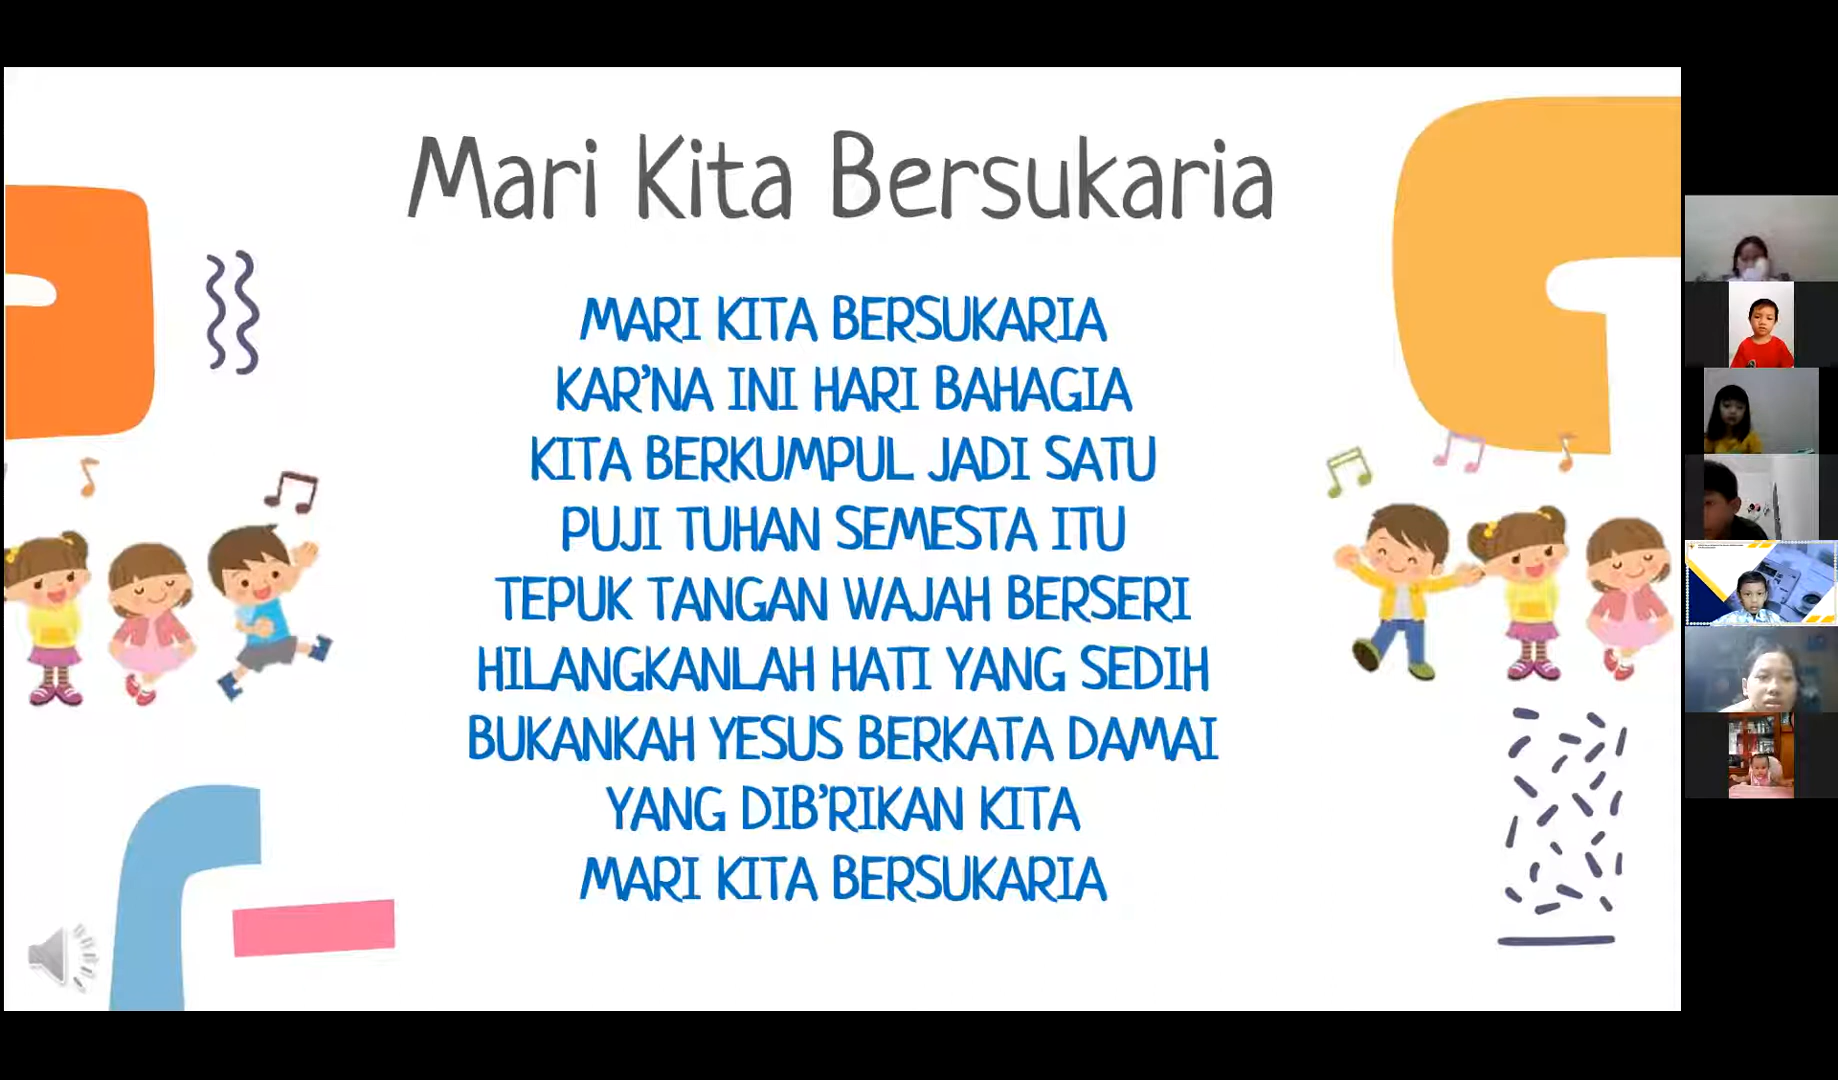 Mari Kita Bersukaria
MARI KITA BERSUKARIA
KAR'NA INI HARI BAHAGIA
KITA BERKUMPUL JADI SATU
PUJI TUHAN SEMESTA ITU
TEPUK TANGAN WAJAH BERSERI
HILANGKANLAH HATI YANG SEDIH
BUKANKAH YESUS BERKATA DAMAI
YANG DIB'RIKAN KITA
MARI KITA BERSUKARIA